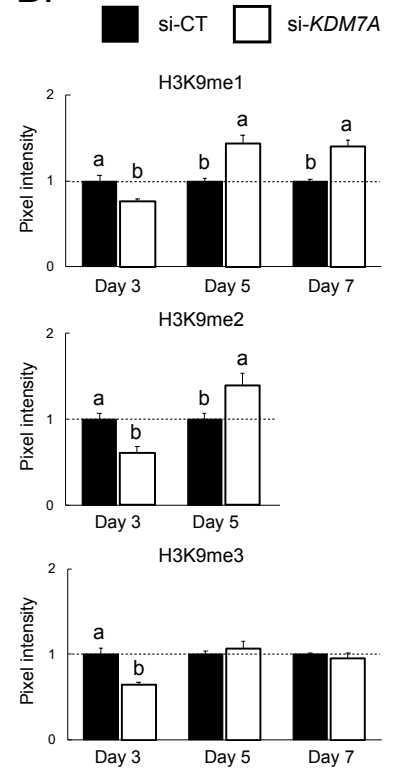 si-CT si-KDM7A
H3K9me1
2
a
a
a
b
b
b
1
Pixel intensity
0
Day 3 Day 5 Day 7
H3K9me2
2
a
a
b
b
1
Pixel intensity
0
Day 3 Day 5
H3K9me3
2
a
b
1
Pixel intensity
0
Day 3 Day 5 Day 7